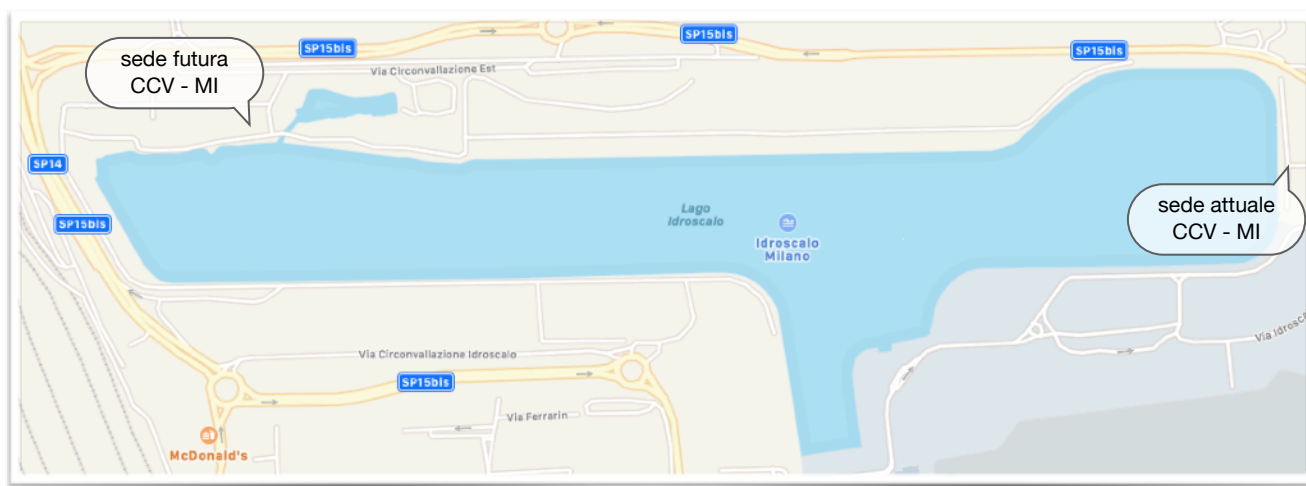 SP15bis
SP15bis
SP15bis
sede futura
CCV - MI
Via Circonvallazione Est
SP14
SP15bis
Lago
Idroscalo
Idroscalo
Milano
sede attuale
CCV - MI
Via Circonvallazione Idroscalo
SP15bis
Via Ferrarin
McDonald's
Via Idrosca